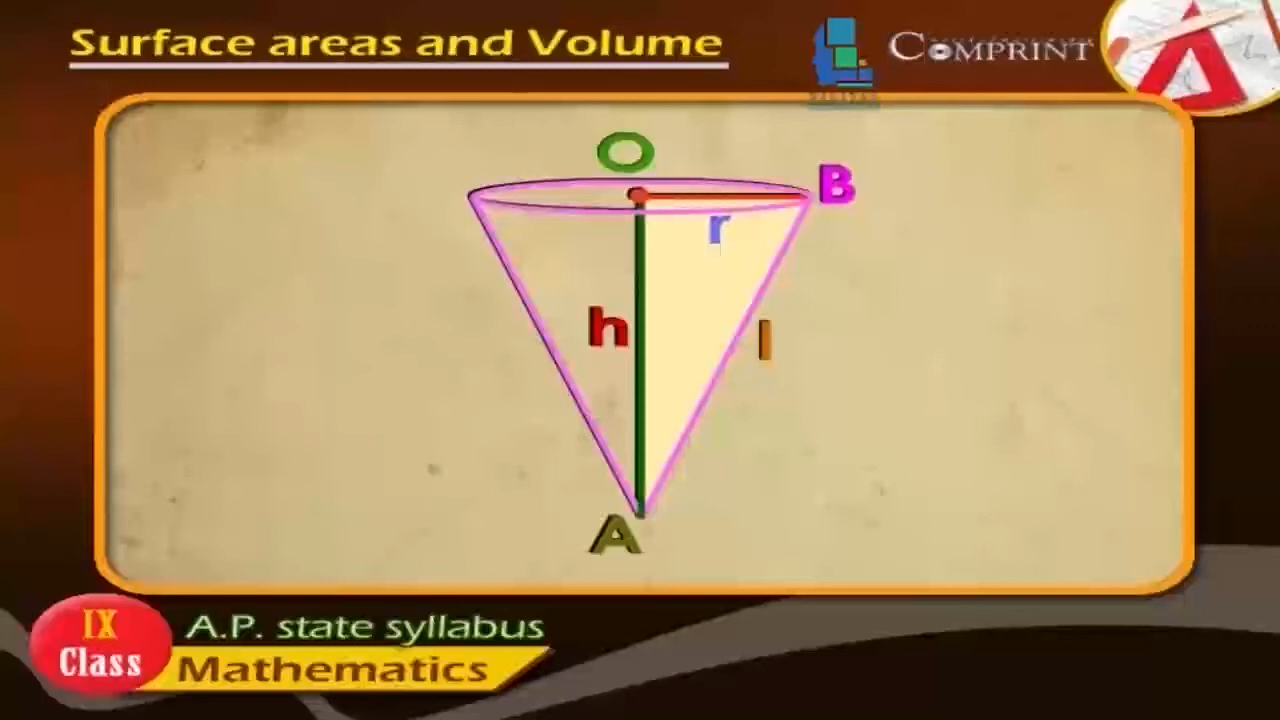 Surface areas and Volume
COMPRINT
O
B
r
h
l
A
IX
Class
A.P. state syllabus
Mathematics